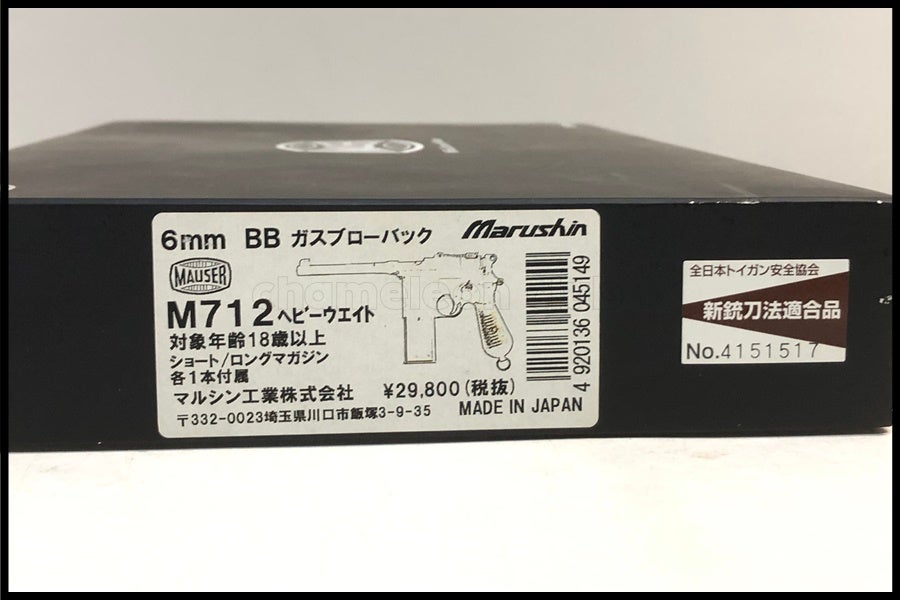 6mm BB ガスブローバック
Marushin
MAUSER
M712ヘビーウエイト
対象年齢18歳以上
ショート/ロングマガジン
各1本付属
マルシン工業株式会社
¥29,800(税抜)
〒332-0023埼玉県川口市飯塚3-9-35
MADE IN JAPAN
4 920136 045149
全日本トイガン安全協会
新銃刀法適合品
No.4151517